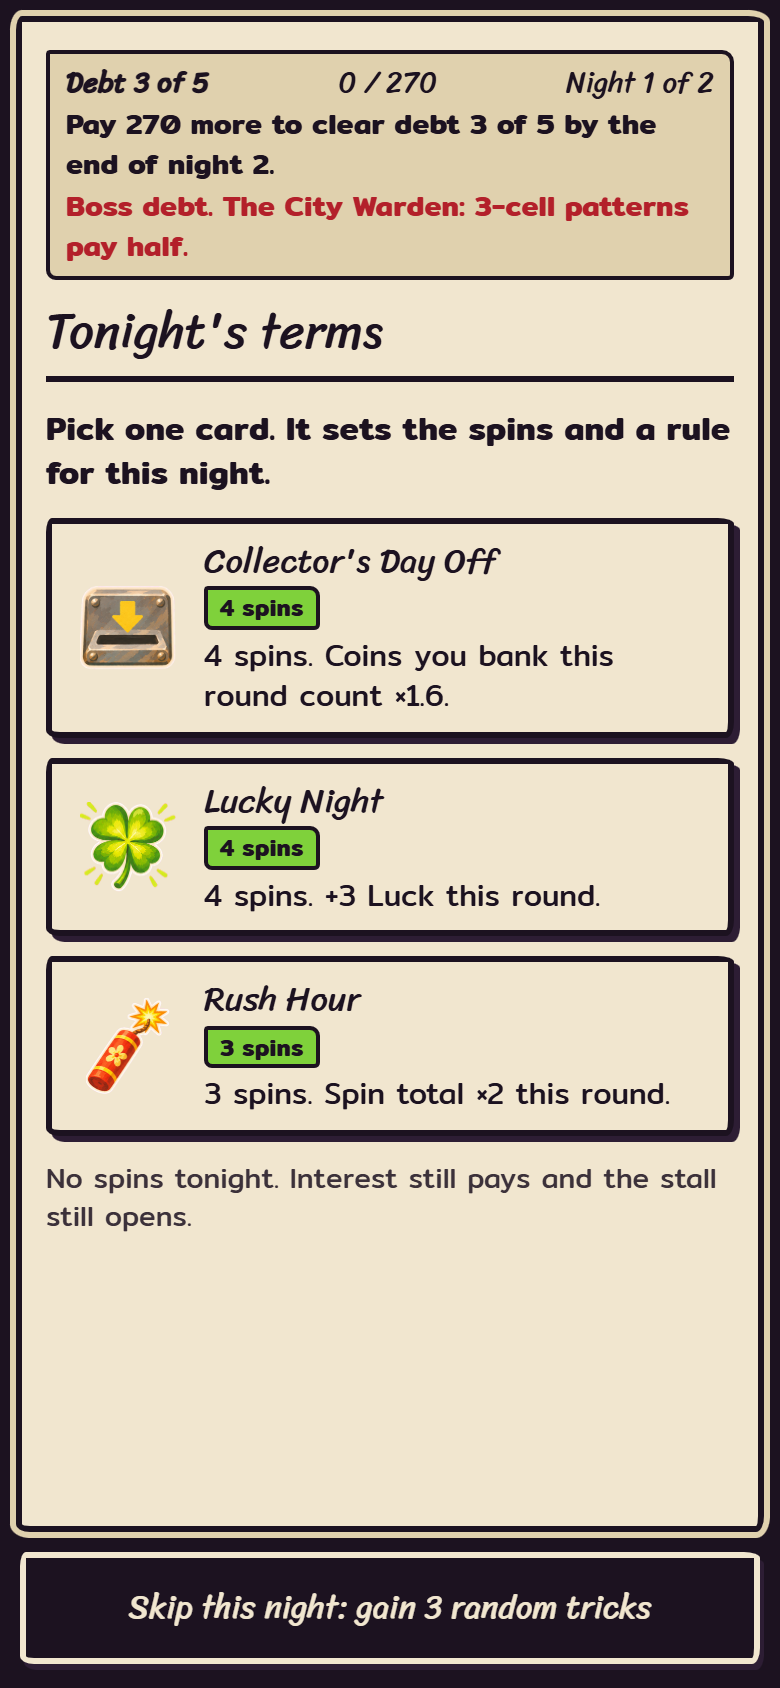 Debt 3 of 5 0 / 270 Night 1 of 2
Pay 270 more to clear debt 3 of 5 by the
end of night 2.
Boss debt. The City Warden: 3-cell patterns
pay half.
Tonight's terms
Pick one card. It sets the spins and a rule
for this night.
Collector's Day Off
4 spins
4 spins. Coins you bank this
round count ×1.6.
Lucky Night
4 spins
4 spins. +3 Luck this round.
Rush Hour
3 spins
3 spins. Spin total ×2 this round.
No spins tonight. Interest still pays and the stall
still opens.
Skip this night: gain 3 random tricks